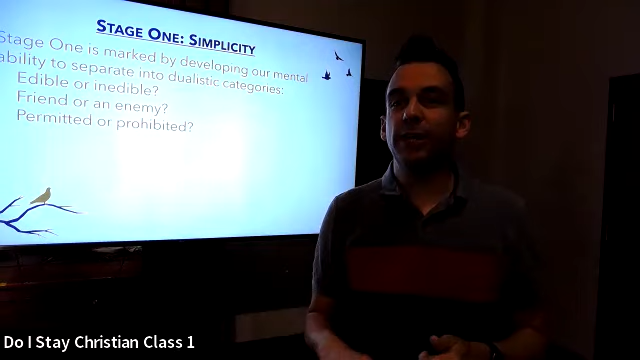 STAGE ONE: SIMPLICITY
Stage One is marked by developing our mental
ability to separate into dualistic categories:
Edible or inedible?
Friend or an enemy?
Permitted or prohibited?
Do I Stay Christian Class 1